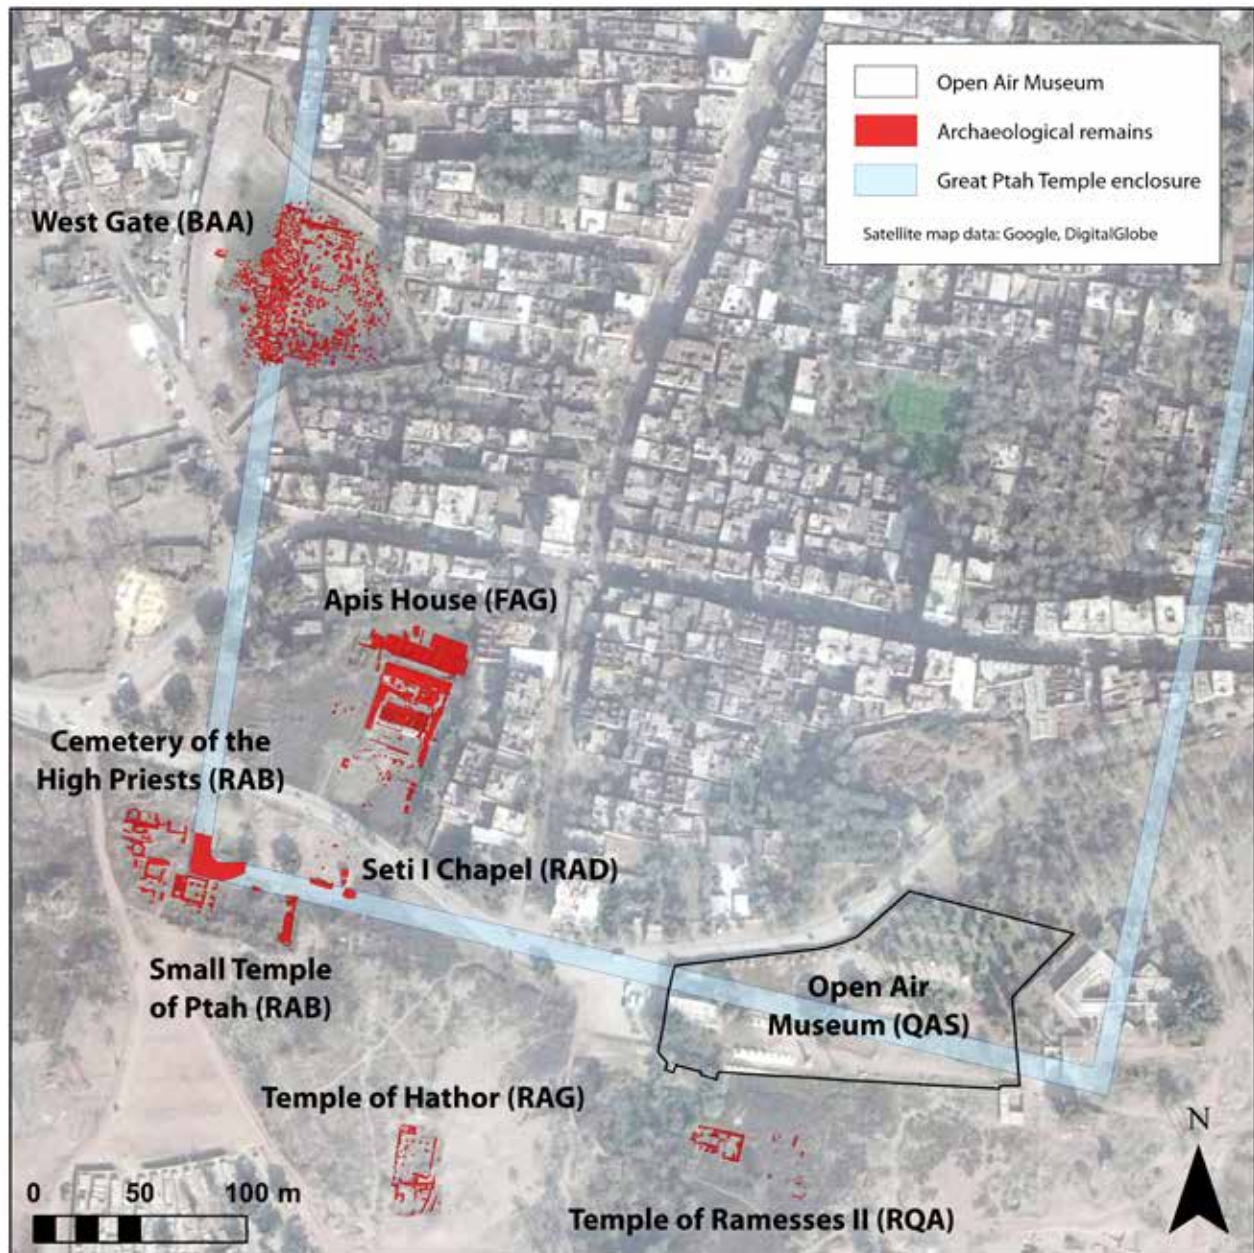 Open Air Museum
Archaeological remains
Great Ptah Temple enclosure
Satellite map data: Google, DigitalGlobe
West Gate (BAA)
Apis House (FAG)
Cemetery of the
High Priests (RAB)
Seti I Chapel (RAD)
Small Temple
of Ptah (RAB)
Open Air
Museum (QAS)
Temple of Hathor (RAG)
Temple of Ramesses II (RQA)
N
0 50 100 m